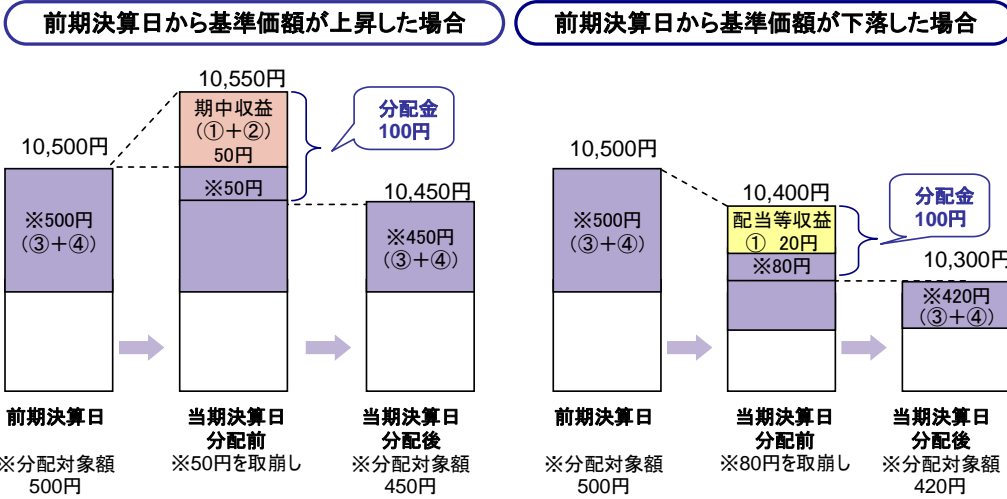 前期決算日から基準価額が上昇した場合
10,550円
期中収益
(①＋②)
50円
分配金
100円
10,500円
※50円
10,450円
※500円
(③＋④)
※450円
(③＋④)
前期決算日
当期決算日
分配前
当期決算日
分配後
※分配対象額
500円
※50円を取崩し
※分配対象額
450円
前期決算日から基準価額が下落した場合
10,500円
10,400円
分配金
100円
※500円
(③＋④)
配当等収益
① 20円
※80円
10,300円
※420円
(③＋④)
前期決算日
当期決算日
分配前
当期決算日
分配後
※分配対象額
500円
※80円を取崩し
※分配対象額
420円